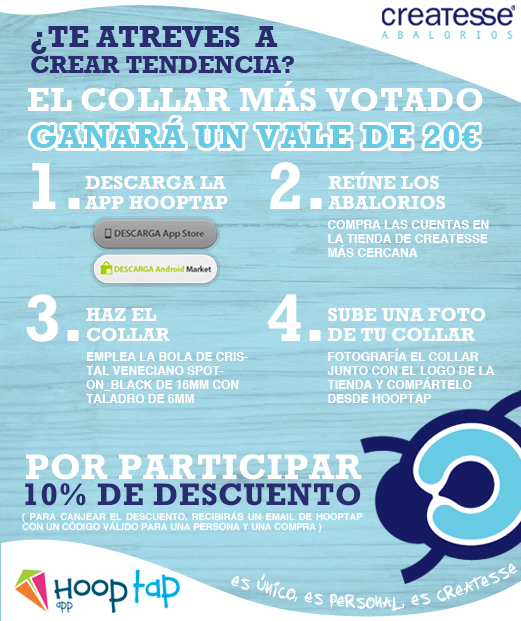 createsse®
ABALORIOS
¿TE ATREVES A
CREAR TENDENCIA?
EL COLLAR MÁS VOTADO
GANARÁ UN VALE DE 20€
1. DESCARGA LA
APP HOOPTAP
DESCARGA App Store
DESCARGA Android Market
2. REÚNE LOS
ABALORIOS
COMPRA LAS CUENTAS EN
LA TIENDA DE CREATESSE
MÁS CERCANA
3. HAZ EL
COLLAR
EMPLEA LA BOLA DE CRIS-
TAL VENECIANO SPOT-
ON_BLACK DE 16MM CON
TALADRO DE 6MM
4. SUBE UNA FOTO
DE TU COLLAR
FOTOGRAFÍA EL COLLAR
JUNTO CON EL LOGO DE LA
TIENDA Y COMPÁRTELO
DESDE HOOPTAP
POR PARTICIPAR
10% DE DESCUENTO
( PARA CANJEAR EL DESCUENTO, RECIBIRÁS UN EMAIL DE HOOPTAP
CON UN CÓDIGO VÁLIDO PARA UNA PERSONA Y UNA COMPRA )
HOOP tap
app
es único, es personal, es createsse